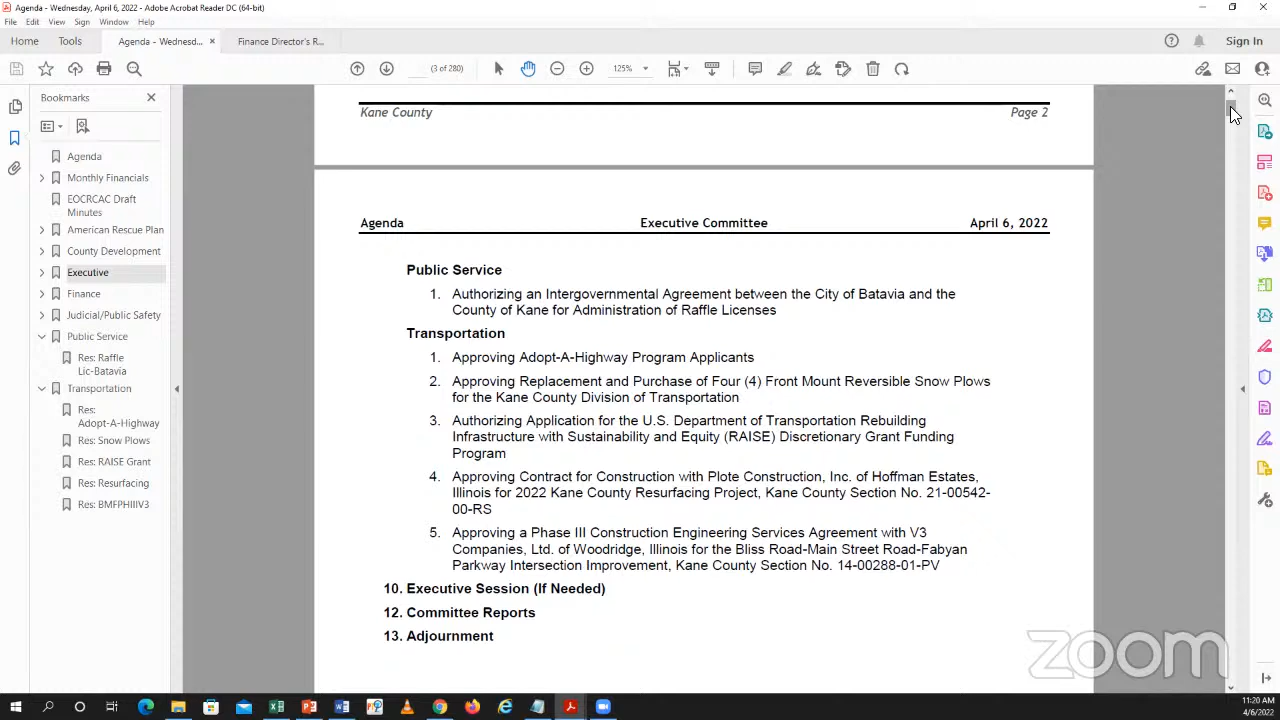 Agenda - Wednesday, April 6, 2022 - Adobe Acrobat Reader DC (64-bit)
File Edit View Sign Window Help
Home Tools Agenda - Wednesd... × Finance Director's R... Sign In
(3 of 280) 125%
Bookmarks
Agenda
Monthly Financials
EOCRCAC Draft
Minutes
American Rescue Plan
County Development
Executive
Finance
Judicial/Public Safety
Public Service
Res: Raffle
Lic-Batavia
Transportation
Res:
Adopt-A-Highway
Res: Snow Plows
Res: RAISE Grant
Res: Resurfacing
Res: BMFPHIIIV3
Kane County Page 2
Agenda Executive Committee April 6, 2022
Public Service
1. Authorizing an Intergovernmental Agreement between the City of Batavia and the
County of Kane for Administration of Raffle Licenses
Transportation
1. Approving Adopt-A-Highway Program Applicants
2. Approving Replacement and Purchase of Four (4) Front Mount Reversible Snow Plows
for the Kane County Division of Transportation
3. Authorizing Application for the U.S. Department of Transportation Rebuilding
Infrastructure with Sustainability and Equity (RAISE) Discretionary Grant Funding
Program
4. Approving Contract for Construction with Plote Construction, Inc. of Hoffman Estates,
Illinois for 2022 Kane County Resurfacing Project, Kane County Section No. 21-00542-
00-RS
5. Approving a Phase III Construction Engineering Services Agreement with V3
Companies, Ltd. of Woodridge, Illinois for the Bliss Road-Main Street Road-Fabyan
Parkway Intersection Improvement, Kane County Section No. 14-00288-01-PV
10. Executive Session (If Needed)
12. Committee Reports
13. Adjournment
zoom
11:20 AM
4/6/2022